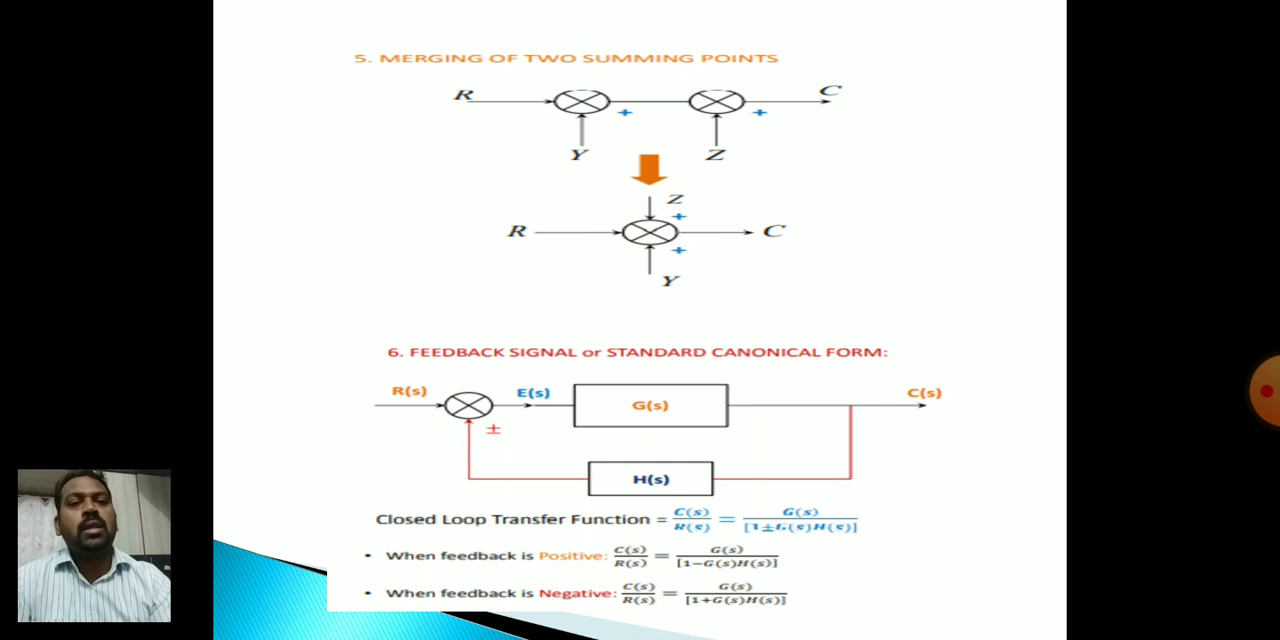 5. MERGING OF TWO SUMMING POINTS
R C
+ +
Y Z
Z
+
R C
+
Y
6. FEEDBACK SIGNAL or STANDARD CANONICAL FORM:
R(s) E(s) G(s) C(s)
±
H(s)
Closed Loop Transfer Function = C(s)/R(s) = G(s)/[1±G(s)H(s)]
• When feedback is Positive: C(s)/R(s) = G(s)/[1−G(s)H(s)]
• When feedback is Negative: C(s)/R(s) = G(s)/[1+G(s)H(s)]